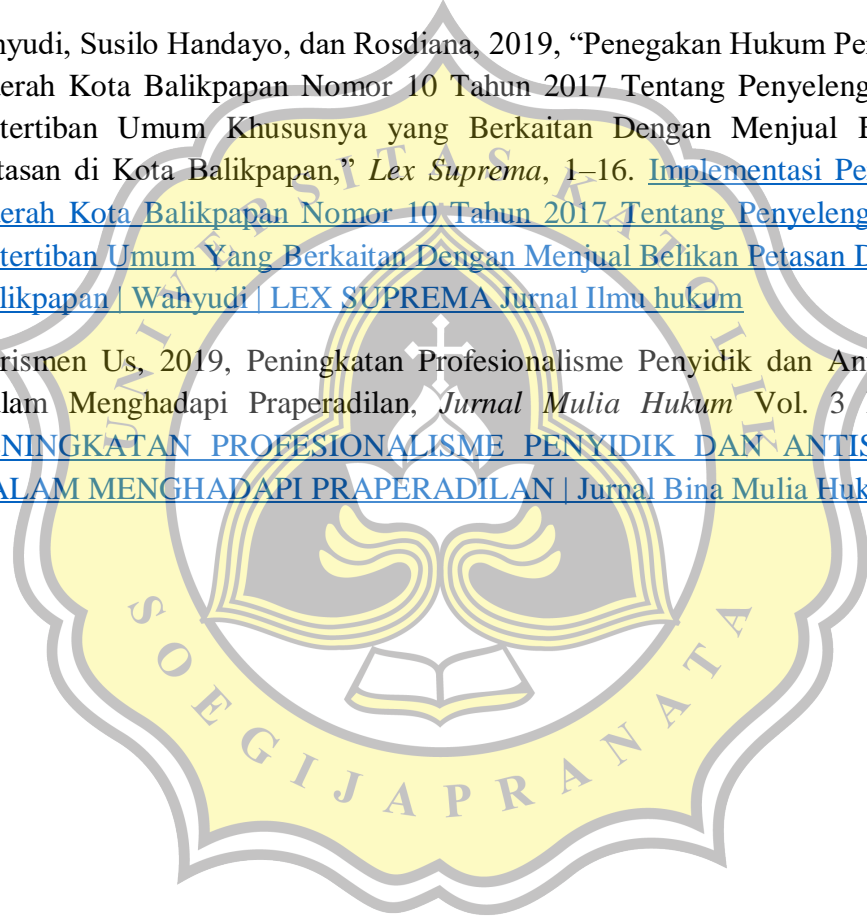 hyudi, Susilo Handayo, dan Rosdiana, 2019, “Penegakan Hukum Pe
erah Kota Balikpapan Nomor 10 Tahun 2017 Tentang Penyeleng
tertiban Umum Khususnya yang Berkaitan Dengan Menjual B
tasan di Kota Balikpapan,” Lex Suprema, 1–16. Implementasi Pe
erah Kota Balikpapan Nomor 10 Tahun 2017 Tentang Penyeleng
tertiban Umum Yang Berkaitan Dengan Menjual Belikan Petasan D
likpapan | Wahyudi | LEX SUPREMA Jurnal Ilmu hukum
rismen Us, 2019, Peningkatan Profesionalisme Penyidik dan An
lam Menghadapi Praperadilan, Jurnal Mulia Hukum Vol. 3
NINGKATAN PROFESIONALISME PENYIDIK DAN ANTIS
ALAM MENGHADAPI PRAPERADILAN | Jurnal Bina Mulia Huk
UNIVERSITAS KATOLIK
SOEGIJAPRANATA